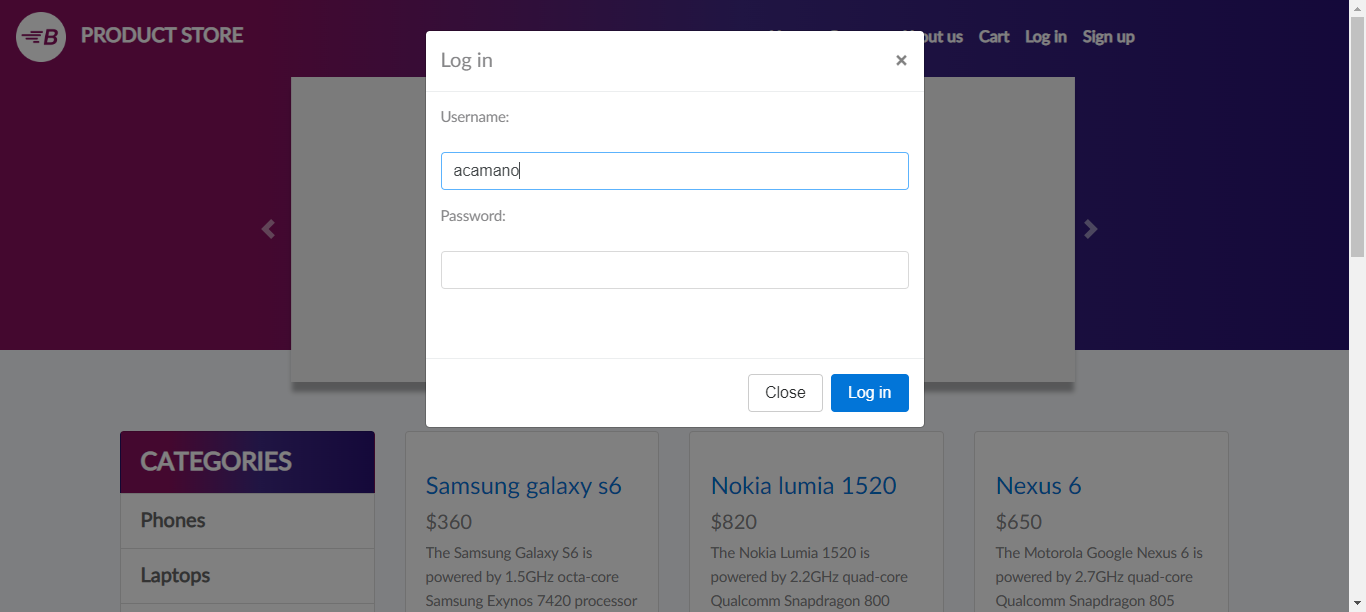 B PRODUCT STORE
out us Cart Log in Sign up
Log in ×
Username:
acamano
Password:
Close Log in
CATEGORIES
Phones
Laptops
Samsung galaxy s6
$360
The Samsung Galaxy S6 is
powered by 1.5GHz octa-core
Samsung Exynos 7420 processor
Nokia lumia 1520
$820
The Nokia Lumia 1520 is
powered by 2.2GHz quad-core
Qualcomm Snapdragon 800
Nexus 6
$650
The Motorola Google Nexus 6 is
powered by 2.7GHz quad-core
Qualcomm Snapdragon 805